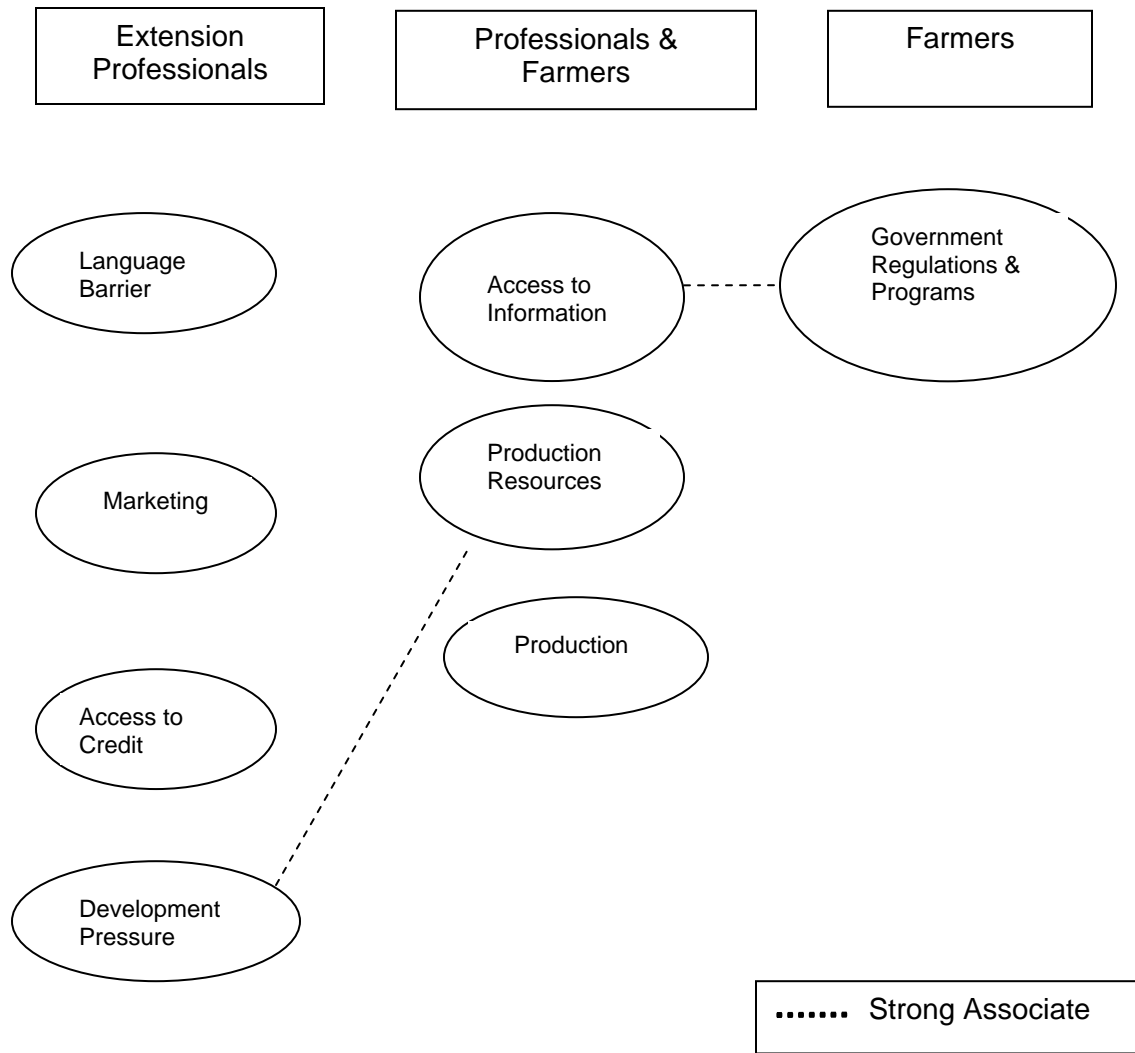 Extension
Professionals
Professionals &
Farmers
Farmers
Language
Barrier
Access to
Information
Government
Regulations &
Programs
Marketing
Production
Resources
Production
Access to
Credit
Development
Pressure
Strong Associate